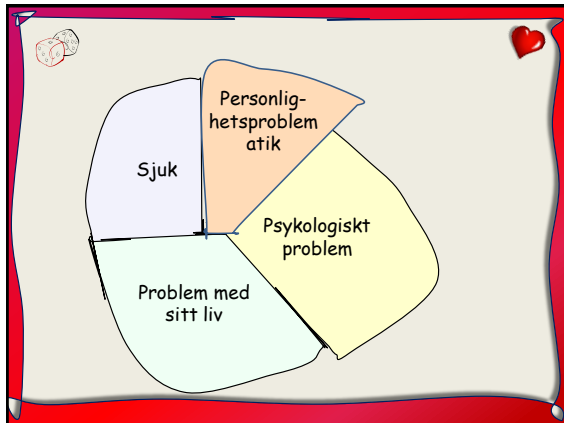 Personlig-
hetsproblem
atik
Sjuk
Psykologiskt
problem
Problem med
sitt liv